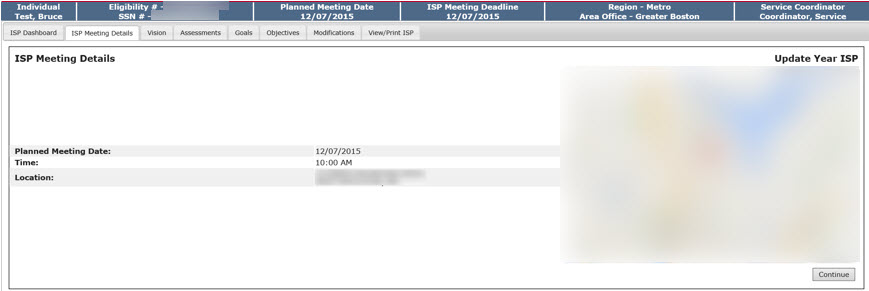 Individual Eligibility # - Planned Meeting Date ISP Meeting Deadline Region - Metro Service Coordinator
Test, Bruce SSN # - 12/07/2015 12/07/2015 Area Office - Greater Boston Coordinator, Service
ISP Dashboard ISP Meeting Details Vision Assessments Goals Objectives Modifications View/Print ISP
ISP Meeting Details Update Year ISP
Planned Meeting Date: 12/07/2015
Time: 10:00 AM
Location:
Continue